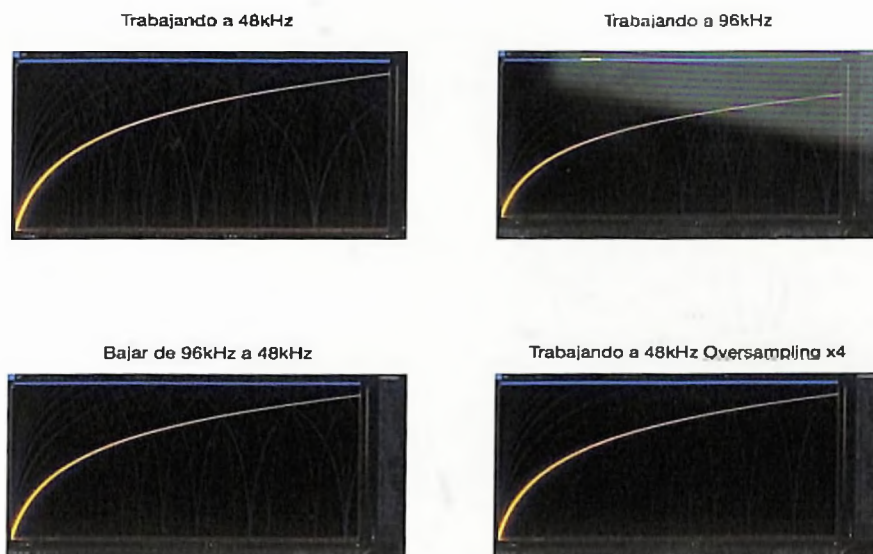 Trabajando a 48kHz
Trabajando a 96kHz
Bajar de 96kHz a 48kHz
Trabajando a 48kHz Oversampling x4